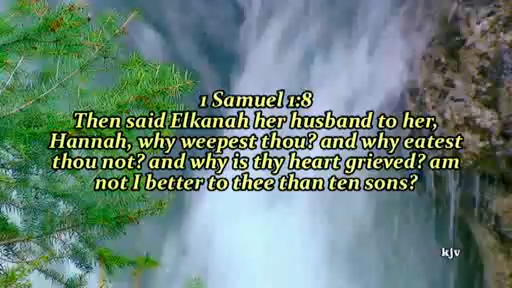 1 Samuel 1:8
Then said Elkanah her husband to her,
Hannah, why weepest thou? and why eatest
thou not? and why is thy heart grieved? am
not I better to thee than ten sons?
kjv